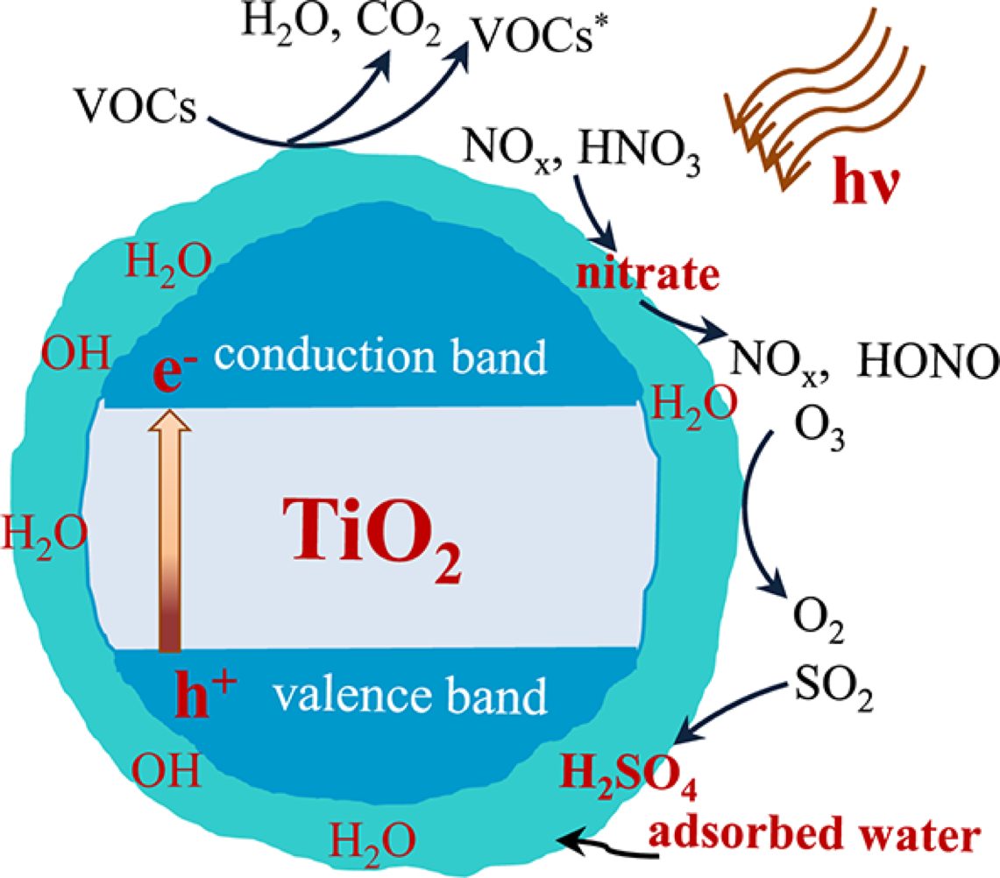 H₂O, CO₂
VOCs*
VOCs
NOₓ, HNO₃
hν
H₂O
nitrate
OH
e⁻ conduction band
NOₓ, HONO
H₂O
O₃
TiO₂
H₂O
O₂
SO₂
h⁺ valence band
OH
H₂SO₄
adsorbed water
H₂O